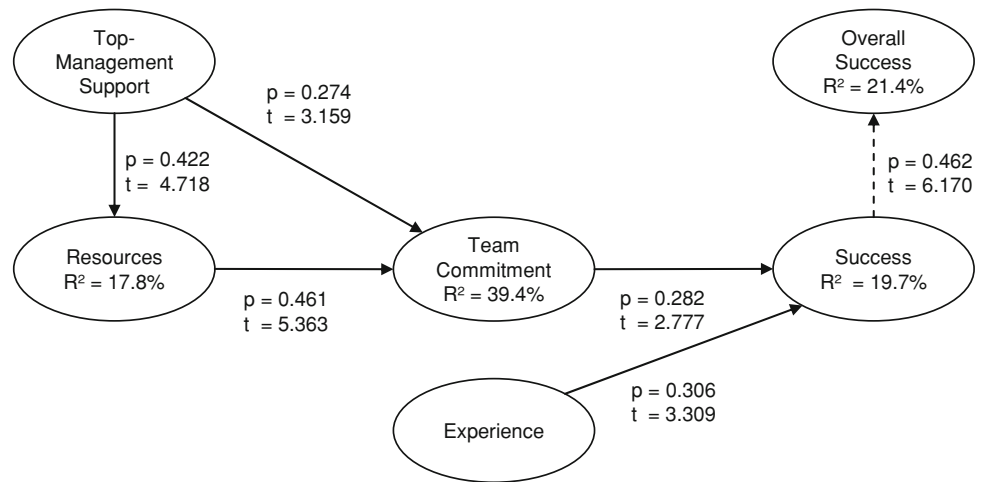 Top-
Management
Support
Overall
Success
R² = 21.4%
p = 0.274
t = 3.159
p = 0.422
t = 4.718
p = 0.462
t = 6.170
Resources
R² = 17.8%
Team
Commitment
R² = 39.4%
Success
R² = 19.7%
p = 0.461
t = 5.363
p = 0.282
t = 2.777
p = 0.306
t = 3.309
Experience